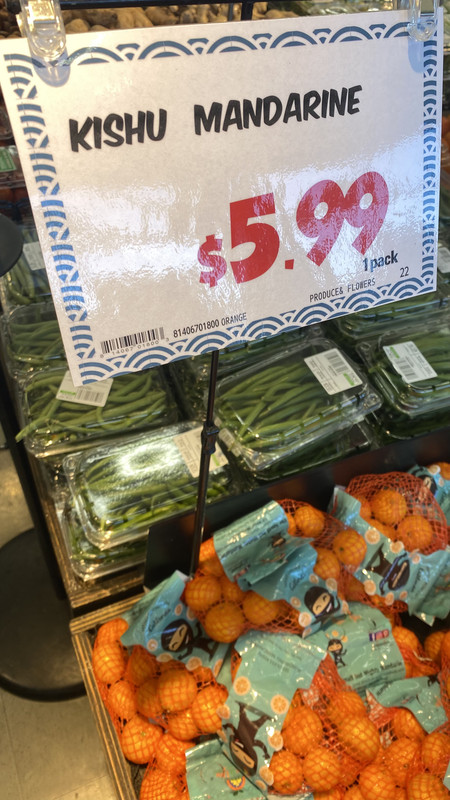 KISHU MANDARINE
$5.99
1 pack
81406701800 ORANGE
PRODUCE& FLOWERS 22